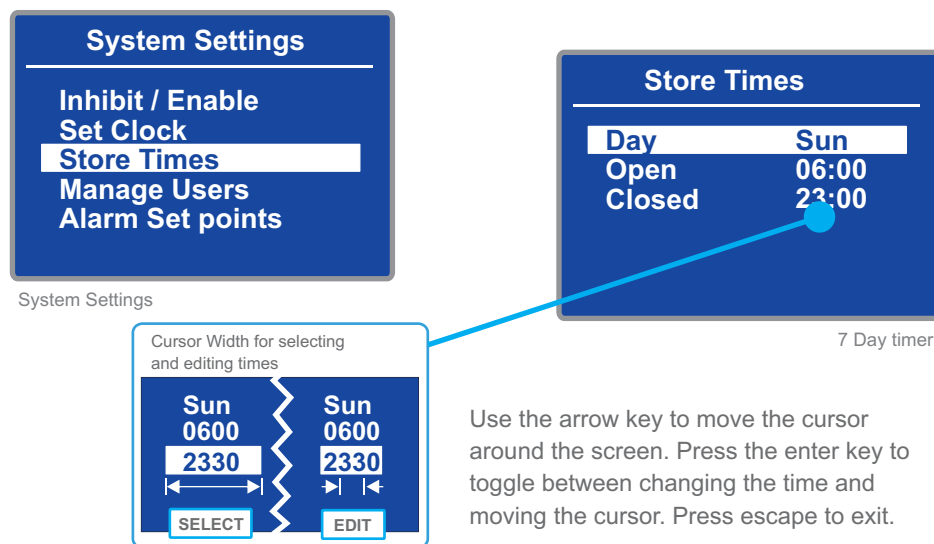 System Settings
Inhibit / Enable
Set Clock
Store Times
Manage Users
Alarm Set points
System Settings
Store Times
Day Sun
Open 06:00
Closed 23:00
7 Day timer
Cursor Width for selecting
and editing times
Sun
0600
2330
SELECT
Sun
0600
2330
EDIT
Use the arrow key to move the cursor
around the screen. Press the enter key to
toggle between changing the time and
moving the cursor. Press escape to exit.